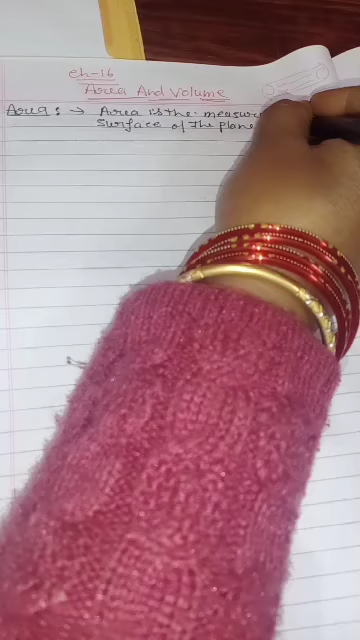 ch-16
Area And Volume
Area : → Area is the measure
surface of the plane